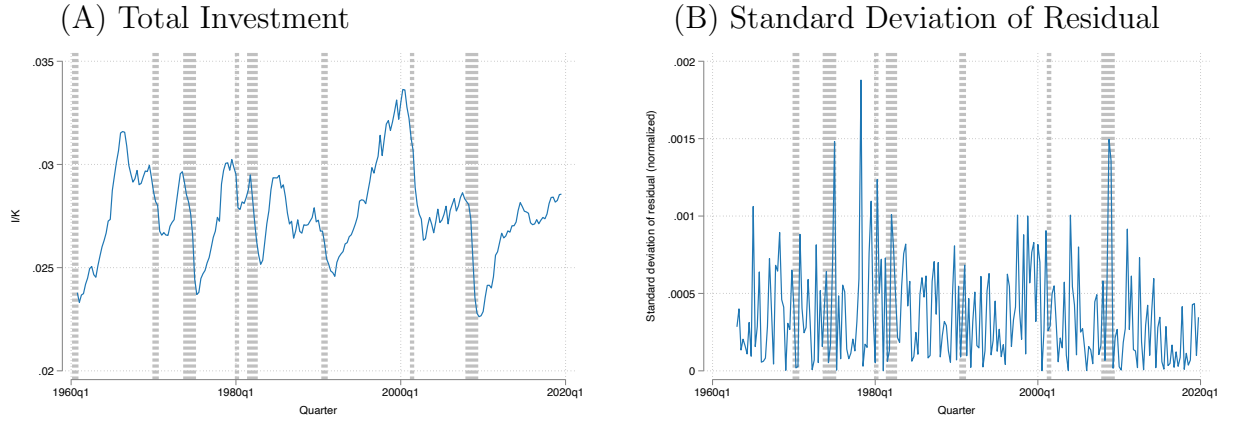 (A) Total Investment
.035
.03
.025
.02
I/K
1960q1
1980q1
2000q1
2020q1
Quarter
(B) Standard Deviation of Residual
.002
.0015
.001
.0005
0
Standard deviation of residual (normalized)
1960q1
1980q1
2000q1
2020q1
Quarter